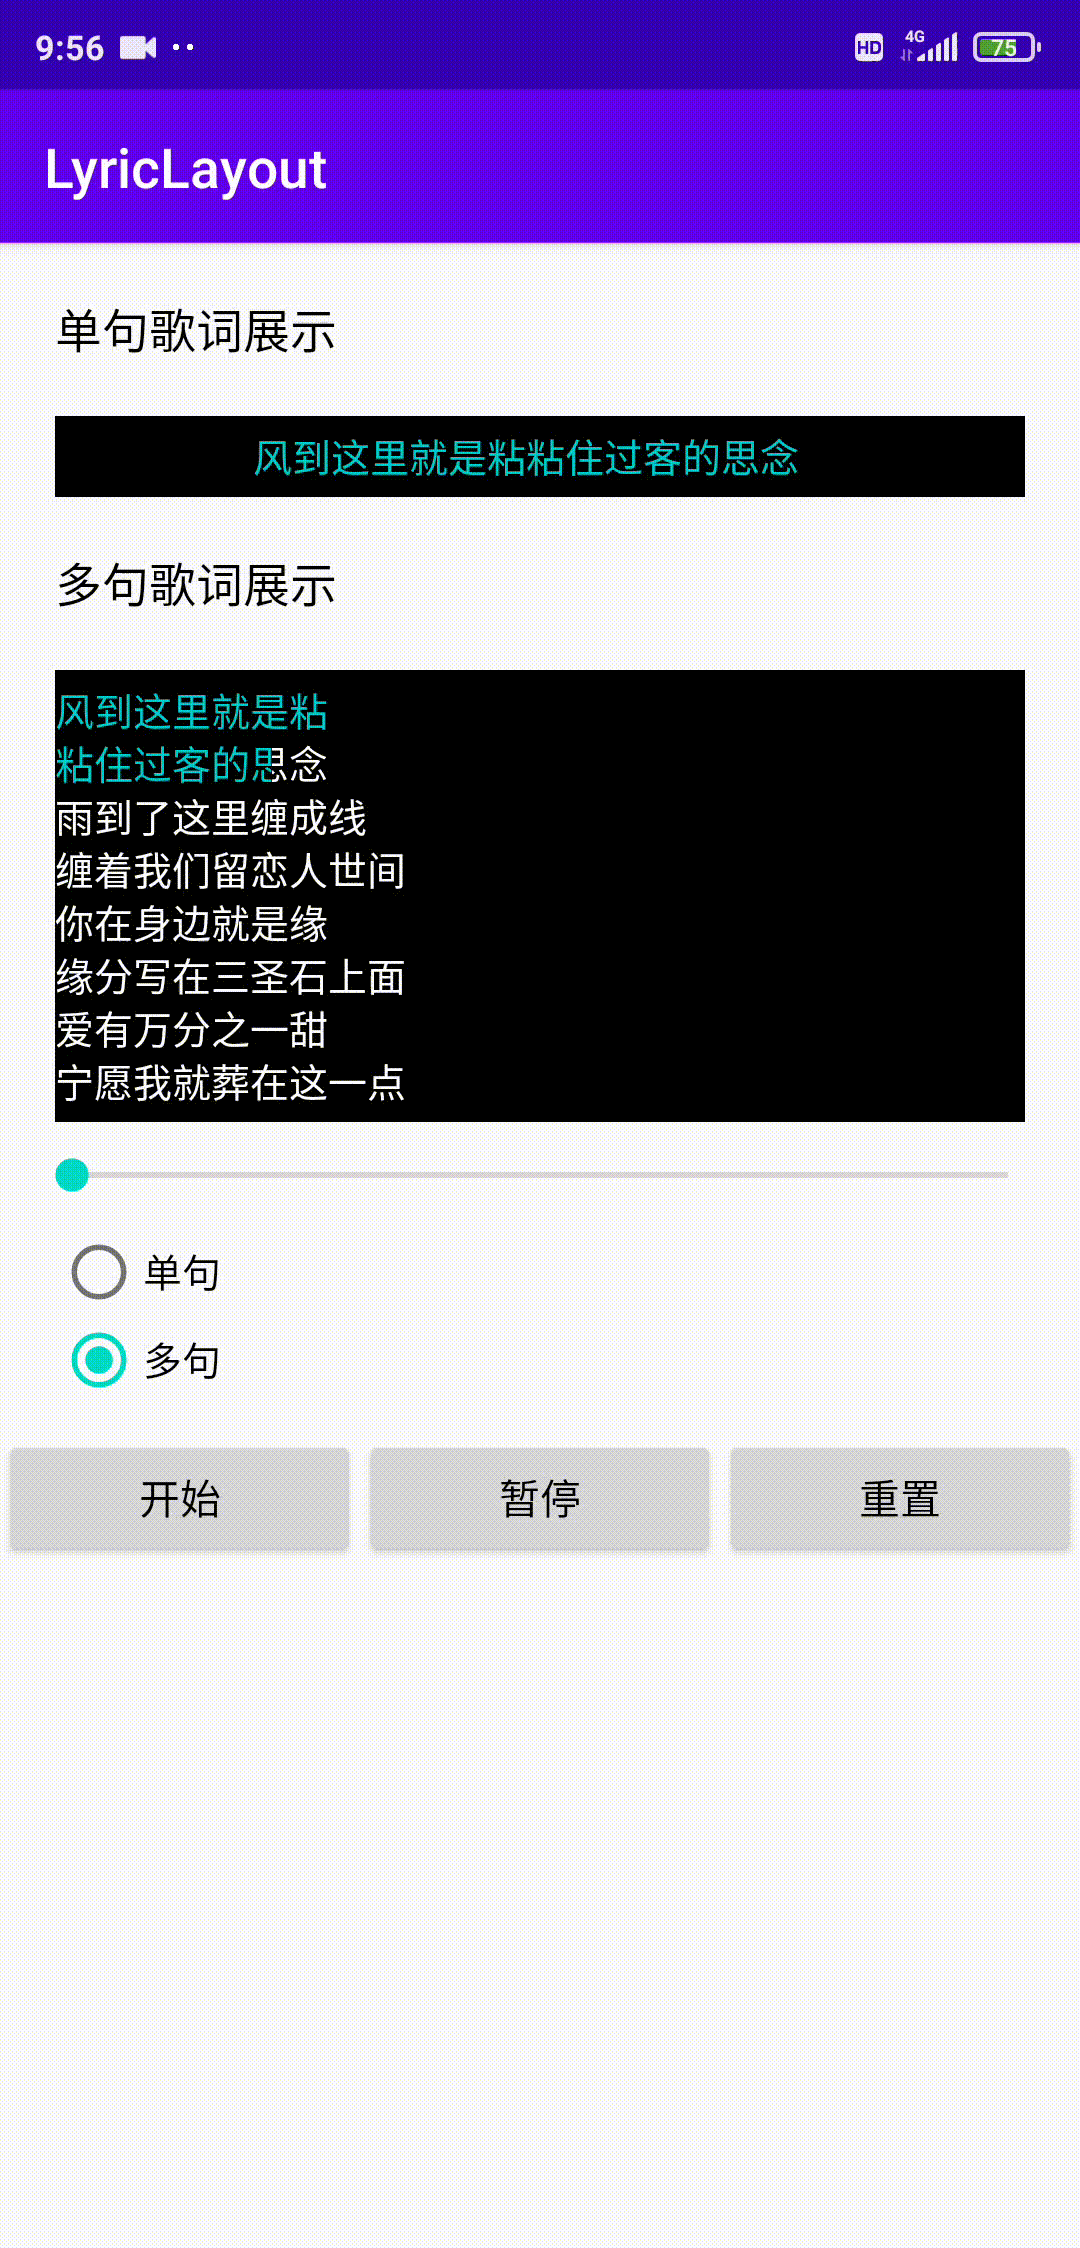 9:56
HD 4G 75
LyricLayout
单句歌词展示
风到这里就是粘粘住过客的思念
多句歌词展示
风到这里就是粘
粘住过客的思念
雨到了这里缠成线
缠着我们留恋人世间
你在身边就是缘
缘分写在三圣石上面
爱有万分之一甜
宁愿我就葬在这一点
单句
多句
开始 暂停 重置